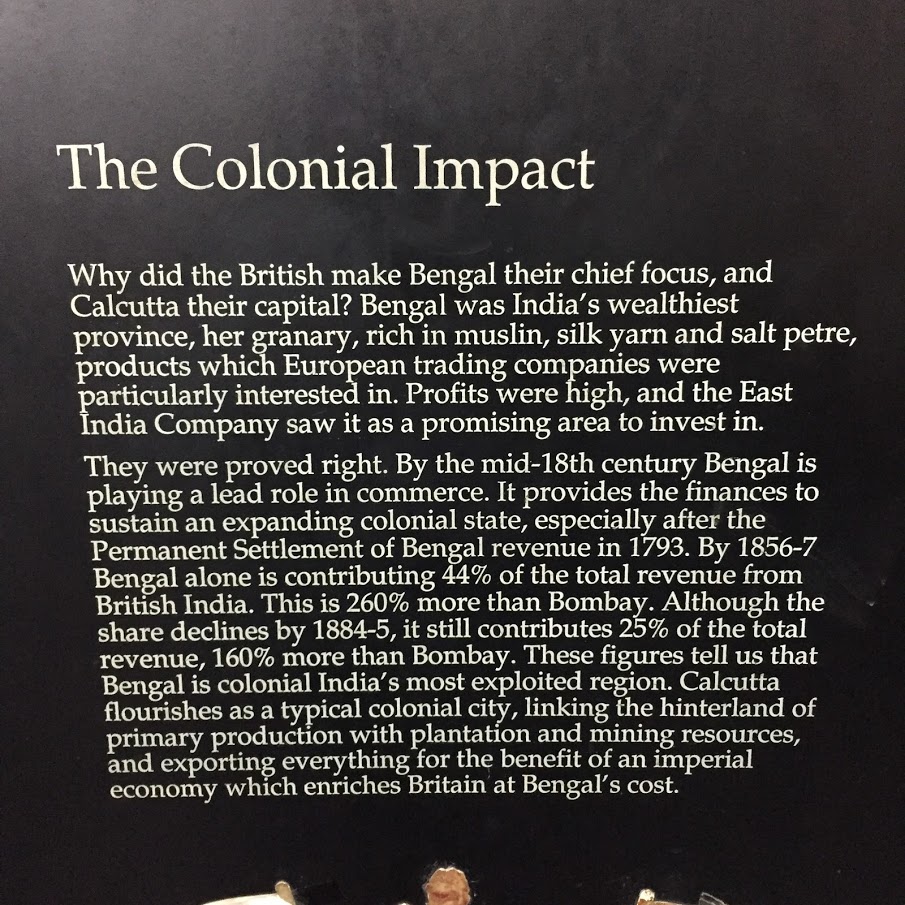 The Colonial Impact
Why did the British make Bengal their chief focus, and
Calcutta their capital? Bengal was India's wealthiest
province, her granary, rich in muslin, silk yarn and salt petre,
products which European trading companies were
particularly interested in. Profits were high, and the East
India Company saw it as a promising area to invest in.
They were proved right. By the mid-18th century Bengal is
playing a lead role in commerce. It provides the finances to
sustain an expanding colonial state, especially after the
Permanent Settlement of Bengal revenue in 1793. By 1856-7
Bengal alone is contributing 44% of the total revenue from
British India. This is 260% more than Bombay. Although the
share declines by 1884-5, it still contributes 25% of the total
revenue, 160% more than Bombay. These figures tell us that
Bengal is colonial India's most exploited region. Calcutta
flourishes as a typical colonial city, linking the hinterland of
primary production with plantation and mining resources,
and exporting everything for the benefit of an imperial
economy which enriches Britain at Bengal's cost.